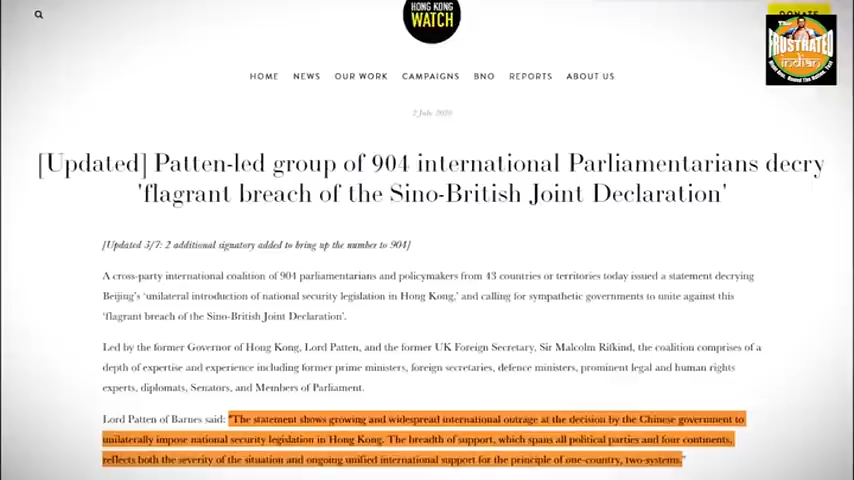 HONG KONG
WATCH
DONATE
The
FRUSTRATED
indian
HOME NEWS OUR WORK CAMPAIGNS BNO REPORTS ABOUT US
2 July 2020
[Updated] Patten-led group of 904 international Parliamentarians decry
'flagrant breach of the Sino-British Joint Declaration'
[Updated 3/7: 2 additional signatory added to bring up the number to 904]
A cross-party international coalition of 904 parliamentarians and policymakers from 43 countries or territories today issued a statement decrying
Beijing's 'unilateral introduction of national security legislation in Hong Kong,' and calling for sympathetic governments to unite against this
'flagrant breach of the Sino-British Joint Declaration'.
Led by the former Governor of Hong Kong, Lord Patten, and the former UK Foreign Secretary, Sir Malcolm Rifkind, the coalition comprises of a
depth of expertise and experience including former prime ministers, foreign secretaries, defence ministers, prominent legal and human rights
experts, diplomats, Senators, and Members of Parliament.
Lord Patten of Barnes said: "The statement shows growing and widespread international outrage at the decision by the Chinese government to
unilaterally impose national security legislation in Hong Kong. The breadth of support, which spans all political parties and four continents,
reflects both the severity of the situation and ongoing unified international support for the principle of one-country, two-systems."